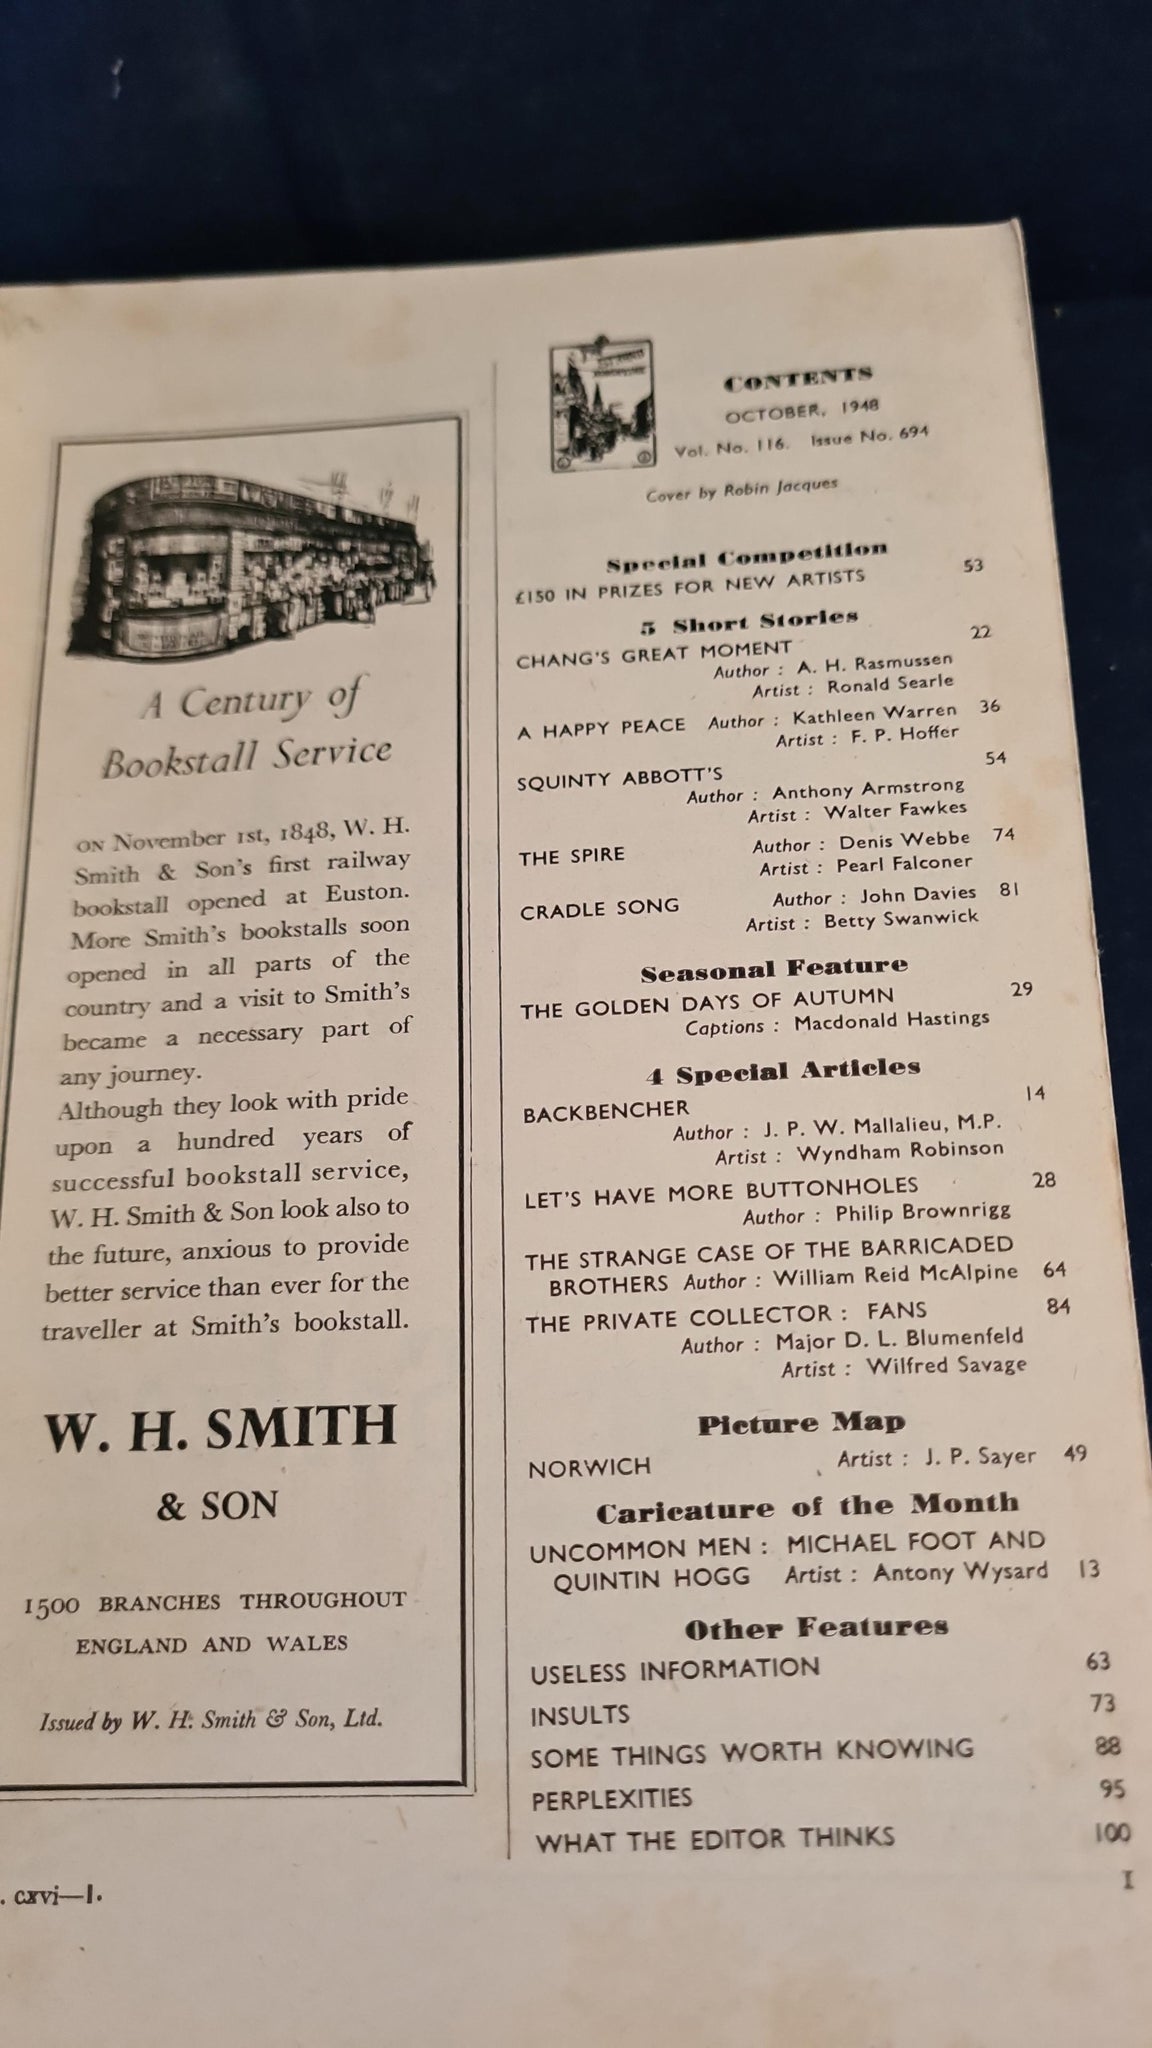 A Century of
Bookstall Service
ON November 1st, 1848, W. H.
Smith & Son's first railway
bookstall opened at Euston.
More Smith's bookstalls soon
opened in all parts of the
country and a visit to Smith's
became a necessary part of
any journey.
Although they look with pride
upon a hundred years of
successful bookstall service,
W. H. Smith & Son look also to
the future, anxious to provide
better service than ever for the
traveller at Smith's bookstall.
W. H. SMITH
& SON
1500 BRANCHES THROUGHOUT
ENGLAND AND WALES
Issued by W. H. Smith & Son, Ltd.
. cxvi—1.
CONTENTS
OCTOBER, 1948
Vol. No. 116. Issue No. 694
Cover by Robin Jacques
Special Competition
£150 IN PRIZES FOR NEW ARTISTS 53
5 Short Stories
CHANG'S GREAT MOMENT 22
Author : A. H. Rasmussen
Artist : Ronald Searle
A HAPPY PEACE Author : Kathleen Warren 36
Artist : F. P. Hoffer
SQUINTY ABBOTT'S 54
Author : Anthony Armstrong
Artist : Walter Fawkes
THE SPIRE Author : Denis Webbe 74
Artist : Pearl Falconer
CRADLE SONG Author : John Davies 81
Artist : Betty Swanwick
Seasonal Feature
THE GOLDEN DAYS OF AUTUMN 29
Captions : Macdonald Hastings
4 Special Articles
BACKBENCHER 14
Author : J. P. W. Mallalieu, M.P.
Artist : Wyndham Robinson
LET'S HAVE MORE BUTTONHOLES 28
Author : Philip Brownrigg
THE STRANGE CASE OF THE BARRICADED
BROTHERS Author : William Reid McAlpine 64
THE PRIVATE COLLECTOR : FANS 84
Author : Major D. L. Blumenfeld
Artist : Wilfred Savage
Picture Map
NORWICH Artist : J. P. Sayer 49
Caricature of the Month
UNCOMMON MEN : MICHAEL FOOT AND
QUINTIN HOGG Artist : Antony Wysard 13
Other Features
USELESS INFORMATION 63
INSULTS 73
SOME THINGS WORTH KNOWING 88
PERPLEXITIES 95
WHAT THE EDITOR THINKS 100
I